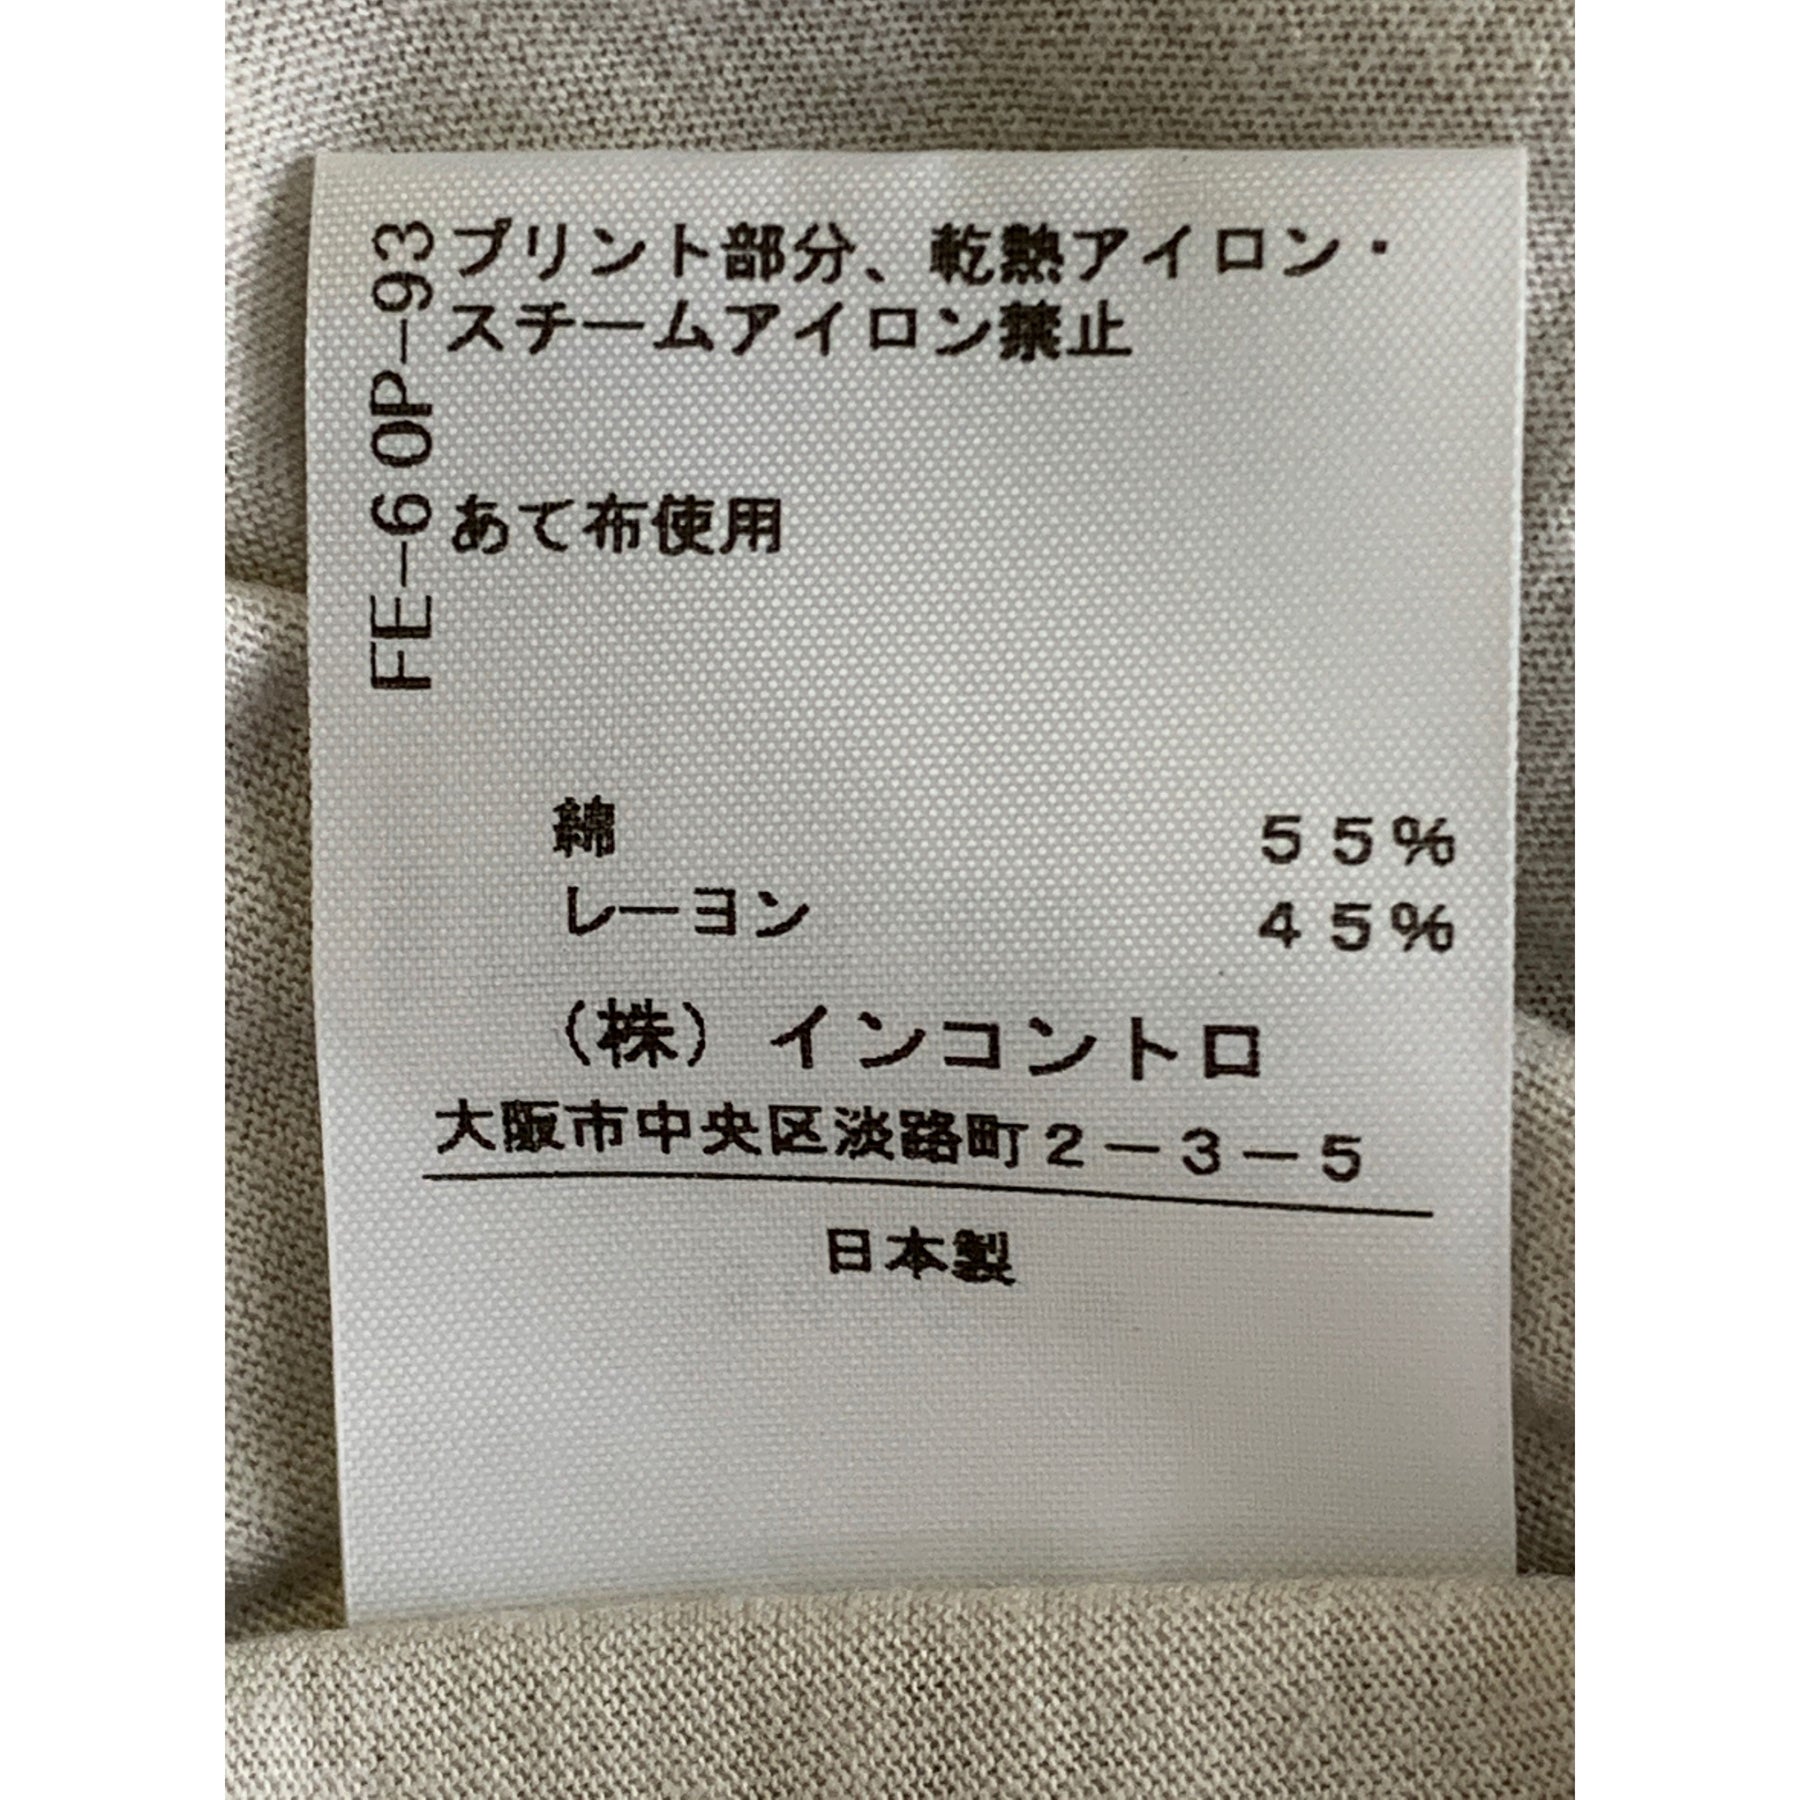 FE-60P-93
プリント部分、乾熱アイロン・
スチームアイロン禁止
あて布使用
綿 55%
レーヨン 45%
(株)インコントロ
大阪市中央区淡路町2-3-5
日本製